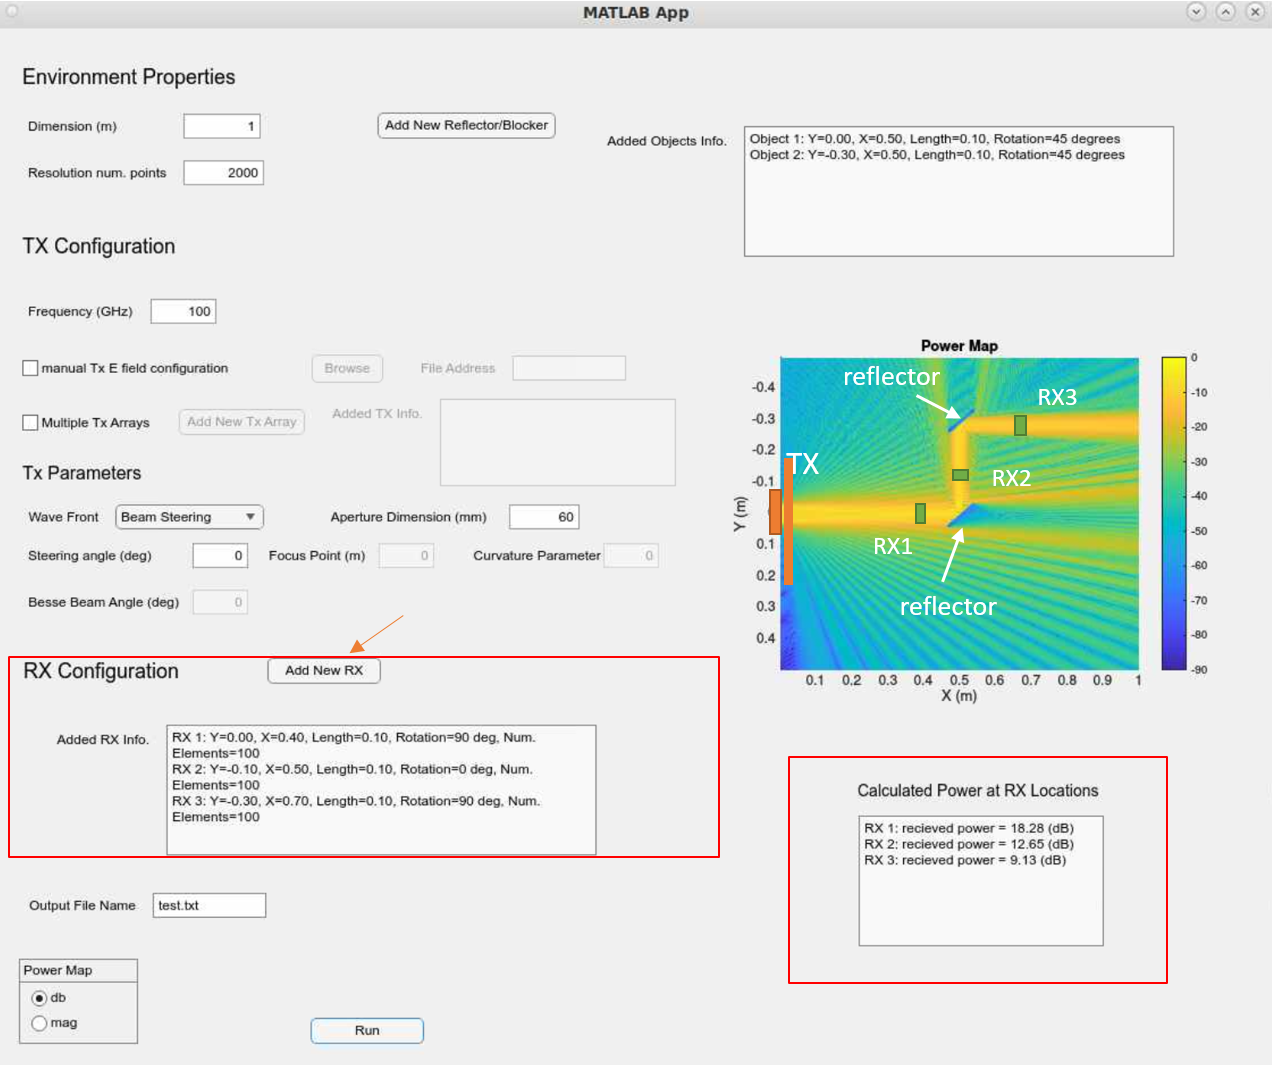 MATLAB App
Environment Properties
Dimension (m)
1
Add New Reflector/Blocker
Resolution num. points
2000
Added Objects Info.
Object 1: Y=0.00, X=0.50, Length=0.10, Rotation=45 degrees
Object 2: Y=-0.30, X=0.50, Length=0.10, Rotation=45 degrees
TX Configuration
Frequency (GHz)
100
manual Tx E field configuration
Browse
File Address
Multiple Tx Arrays
Add New Tx Array
Added TX Info.
Tx Parameters
Wave Front
Beam Steering
Aperture Dimension (mm)
60
Steering angle (deg)
0
Focus Point (m)
0
Curvature Parameter
0
Besse Beam Angle (deg)
0
Power Map
reflector
RX3
TX
RX2
RX1
reflector
-0.4
-0.3
-0.2
-0.1
0.1
0.2
0.3
0.4
Y (m)
0.1 0.2 0.3 0.4 0.5 0.6 0.7 0.8 0.9 1
X (m)
0
-10
-20
-30
-40
-50
-60
-70
-80
-90
RX Configuration
Add New RX
Added RX Info.
RX 1: Y=0.00, X=0.40, Length=0.10, Rotation=90 deg, Num.
Elements=100
RX 2: Y=-0.10, X=0.50, Length=0.10, Rotation=0 deg, Num.
Elements=100
RX 3: Y=-0.30, X=0.70, Length=0.10, Rotation=90 deg, Num.
Elements=100
Calculated Power at RX Locations
RX 1: recieved power = 18.28 (dB)
RX 2: recieved power = 12.65 (dB)
RX 3: recieved power = 9.13 (dB)
Output File Name
test.txt
Power Map
db
mag
Run